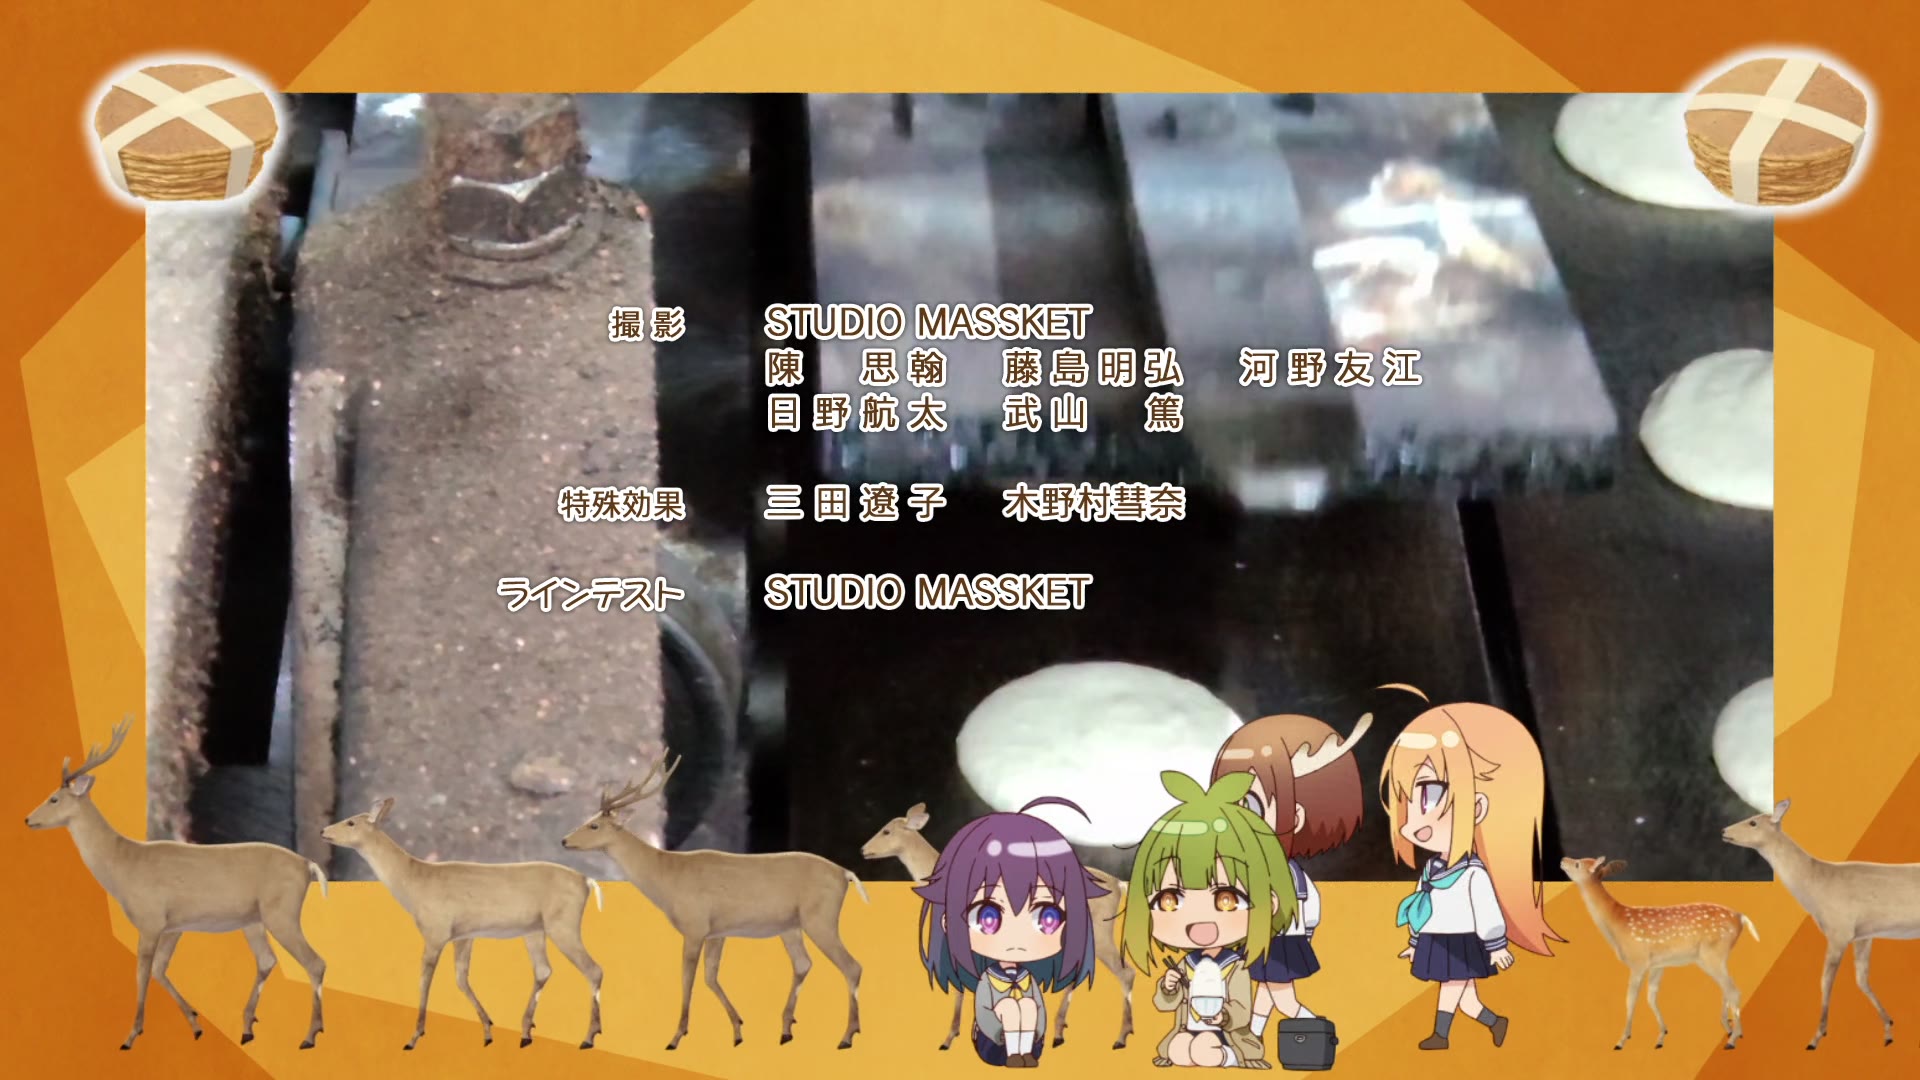 撮影 STUDIO MASSKET
陳 思翰 藤島明弘 河野友江
日野航太 武山 篤
特殊効果 三田遼子 木野村彗奈
ラインテスト STUDIO MASSKET